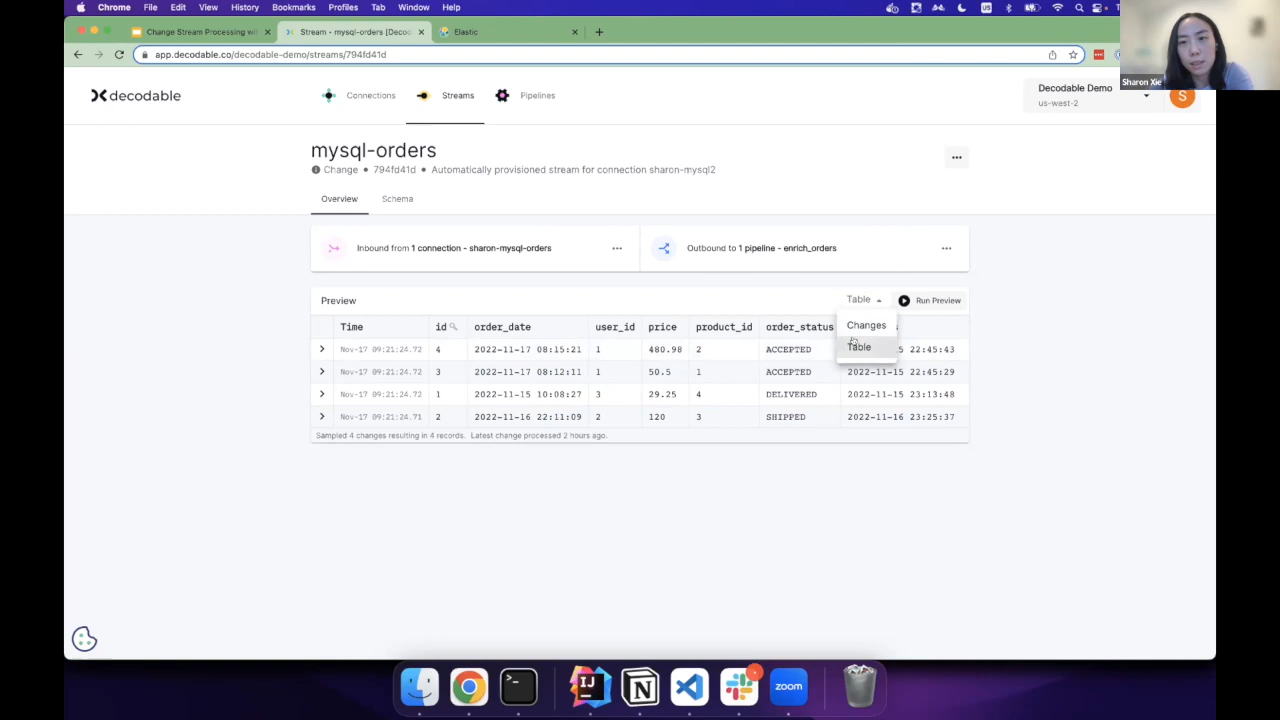 Chrome File Edit View History Bookmarks Profiles Tab Window Help
US
Change Stream Processing wi
Stream - mysql-orders [Deco
Elastic
app.decodable.co/decodable-demo/streams/794fd41d
Sharon Xie
decodable
Connections
Streams
Pipelines
Decodable Demo
us-west-2
S
mysql-orders
Change • 794fd41d • Automatically provisioned stream for connection sharon-mysql2
Overview
Schema
Inbound from 1 connection - sharon-mysql-orders
Outbound to 1 pipeline - enrich_orders
Preview
Table
Run Preview
Changes
Table
Time id order_date user_id price product_id order_status
Nov-17 09:21:24.72 4 2022-11-17 08:15:21 1 480.98 2 ACCEPTED 5 22:45:43
Nov-17 09:21:24.72 3 2022-11-17 08:12:11 1 50.5 1 ACCEPTED 2022-11-15 22:45:29
Nov-17 09:21:24.72 1 2022-11-15 10:08:27 3 29.25 4 DELIVERED 2022-11-15 23:13:48
Nov-17 09:21:24.71 2 2022-11-16 22:11:09 2 120 3 SHIPPED 2022-11-16 23:25:37
Sampled 4 changes resulting in 4 records. Latest change processed 2 hours ago.
zoom